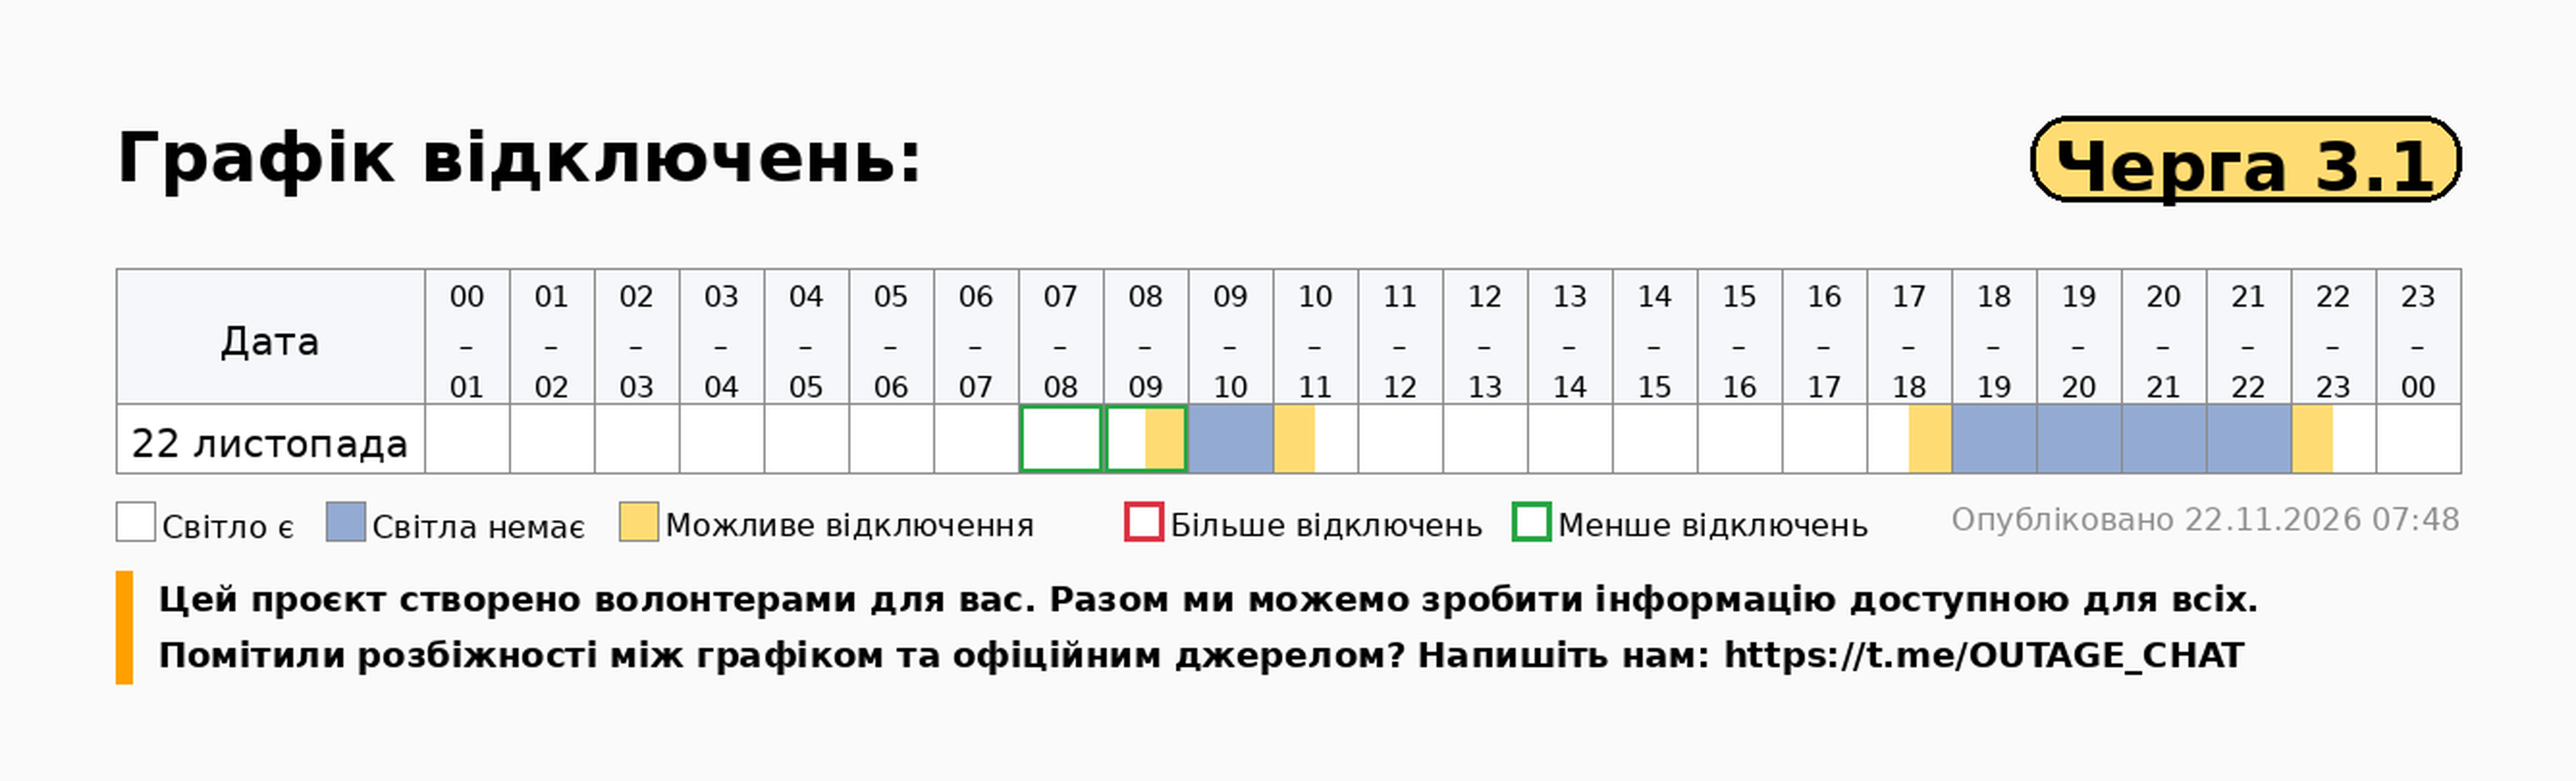 Графік відключень:
Черга 3.1
Дата 00 – 01 01 – 02 02 – 03 03 – 04 04 – 05 05 – 06 06 – 07 07 – 08 08 – 09 09 – 10 10 – 11 11 – 12 12 – 13 13 – 14 14 – 15 15 – 16 16 – 17 17 – 18 18 – 19 19 – 20 20 – 21 21 – 22 22 – 23 23 – 00
22 листопада
Світло є Світла немає Можливе відключення Більше відключень Менше відключень Опубліковано 22.11.2026 07:48
Цей проєкт створено волонтерами для вас. Разом ми можемо зробити інформацію доступною для всіх.
Помітили розбіжності між графіком та офіційним джерелом? Напишіть нам: https://t.me/OUTAGE_CHAT